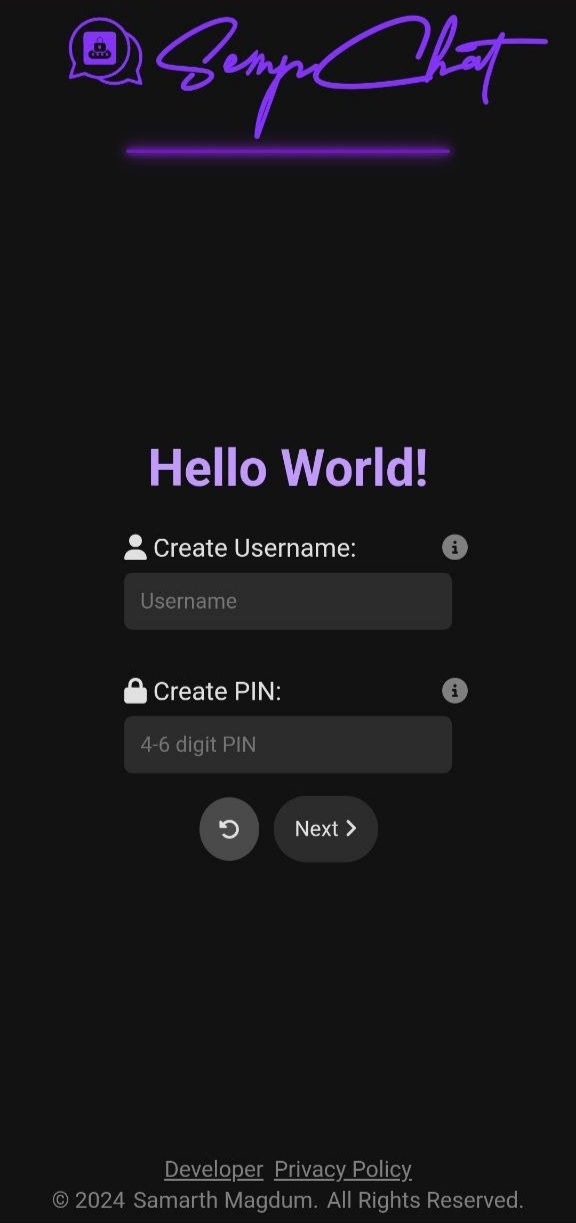 SempChat
Hello World!
Create Username:
Username
Create PIN:
4-6 digit PIN
Next
Developer Privacy Policy
© 2024 Samarth Magdum. All Rights Reserved.